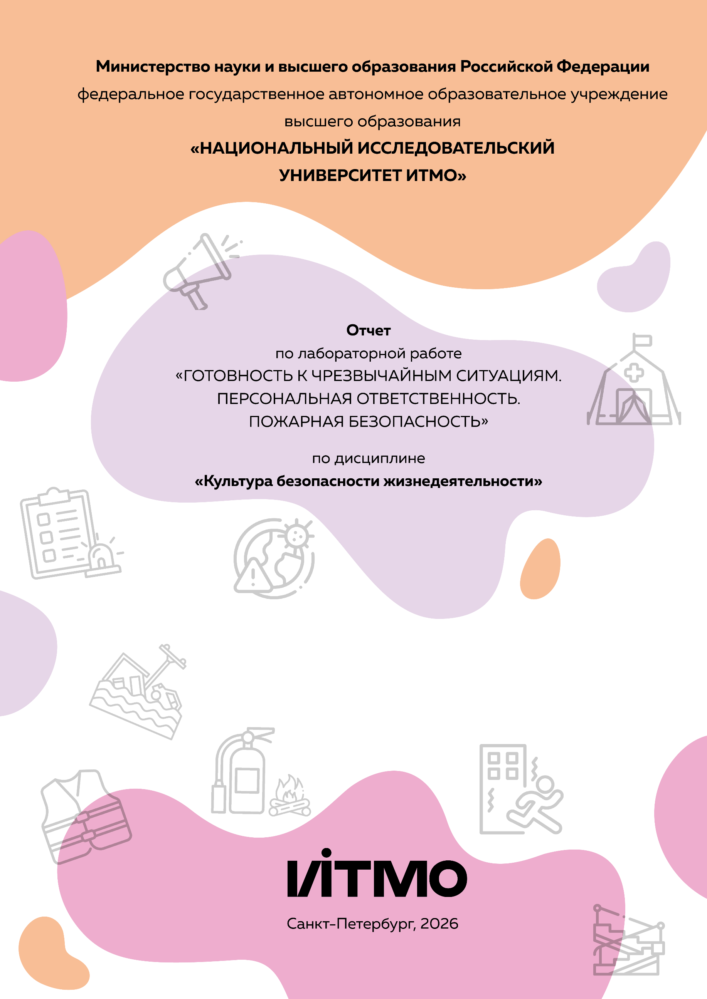 Министерство науки и высшего образования Российской Федерации
федеральное государственное автономное образовательное учреждение
высшего образования
«НАЦИОНАЛЬНЫЙ ИССЛЕДОВАТЕЛЬСКИЙ
УНИВЕРСИТЕТ ИТМО»
Отчет
по лабораторной работе
«ГОТОВНОСТЬ К ЧРЕЗВЫЧАЙНЫМ СИТУАЦИЯМ.
ПЕРСОНАЛЬНАЯ ОТВЕТСТВЕННОСТЬ.
ПОЖАРНАЯ БЕЗОПАСНОСТЬ»
по дисциплине
«Культура безопасности жизнедеятельности»
ИТМО
Санкт-Петербург, 2026